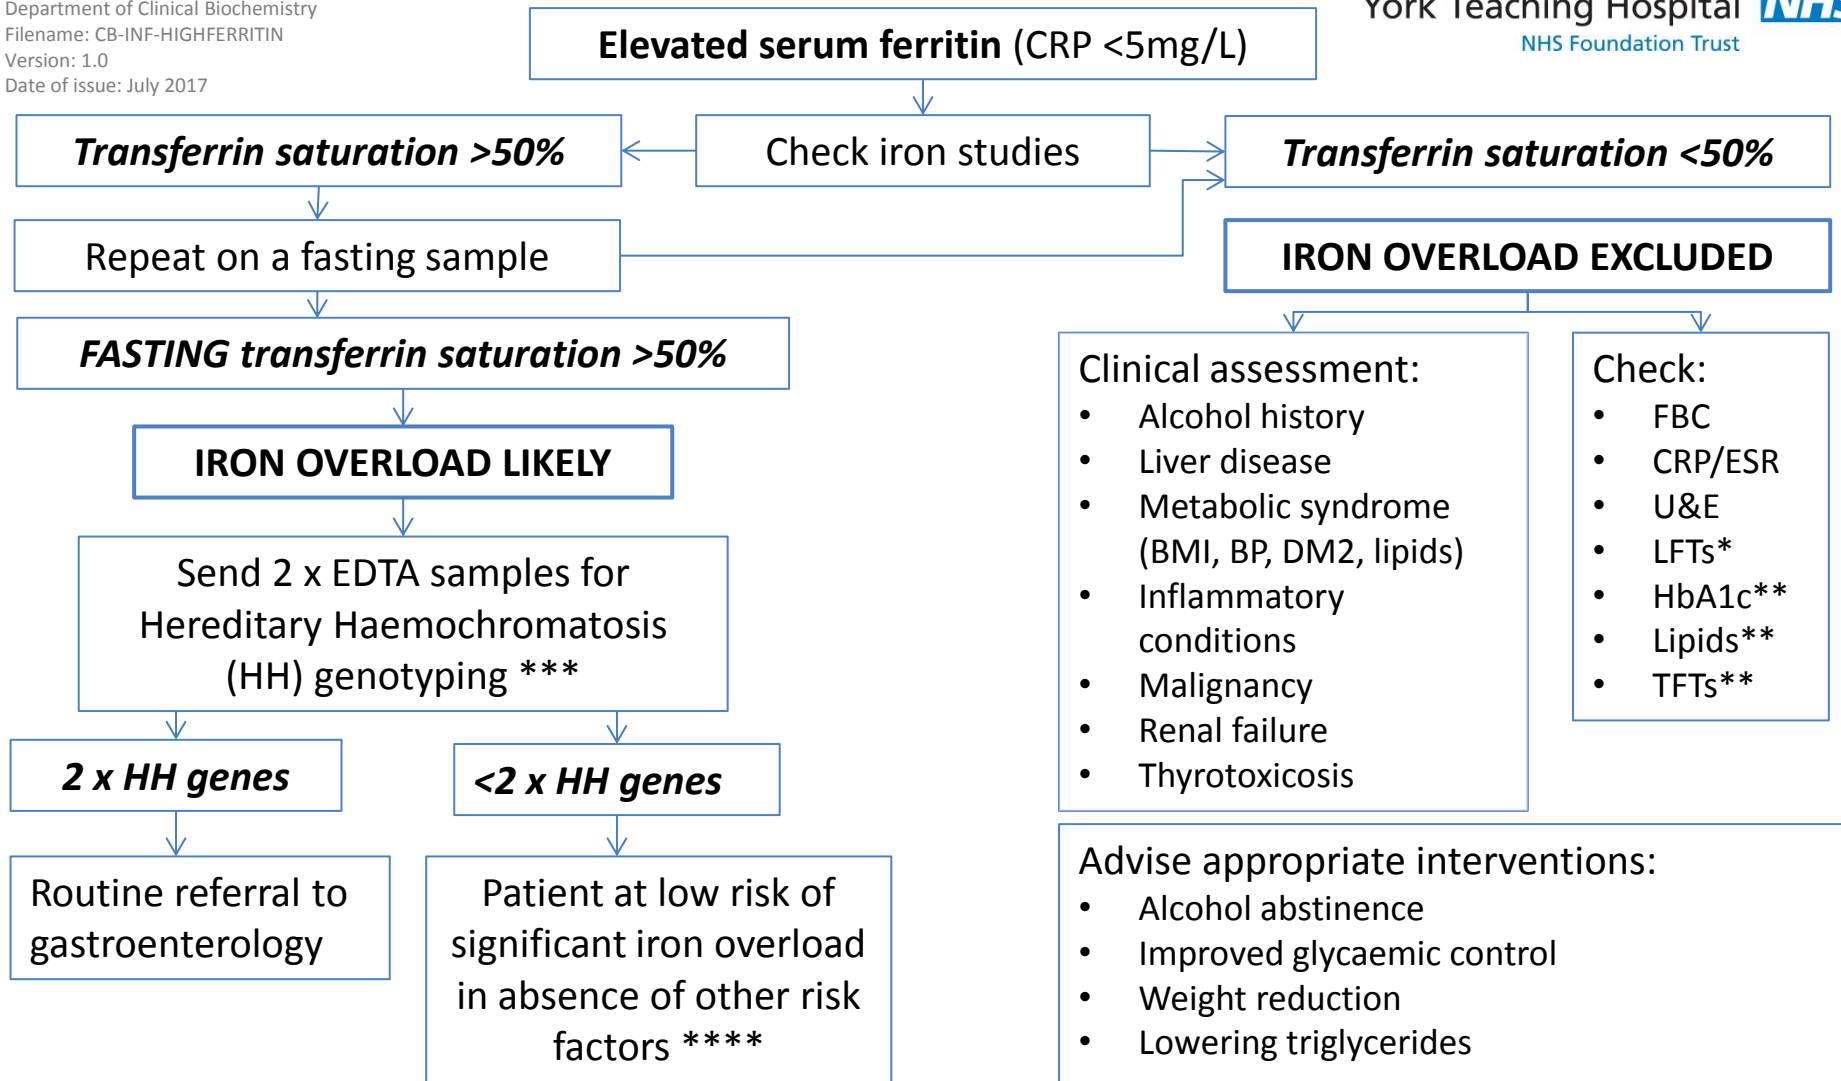 Department of Clinical Biochemistry
Filename: CB-INF-HIGHFERRITIN
Version: 1.0
Date of issue: July 2017
York Teaching Hospital NHS
NHS Foundation Trust
Elevated serum ferritin (CRP <5mg/L)
Transferrin saturation >50%
Check iron studies
Transferrin saturation <50%
Repeat on a fasting sample
IRON OVERLOAD EXCLUDED
FASTING transferrin saturation >50%
IRON OVERLOAD LIKELY
Send 2 x EDTA samples for
Hereditary Haemochromatosis
(HH) genotyping ***
2 x HH genes
<2 x HH genes
Routine referral to
gastroenterology
Patient at low risk of
significant iron overload
in absence of other risk
factors ****
Clinical assessment:
• Alcohol history
• Liver disease
• Metabolic syndrome
(BMI, BP, DM2, lipids)
• Inflammatory
conditions
• Malignancy
• Renal failure
• Thyrotoxicosis
Check:
• FBC
• CRP/ESR
• U&E
• LFTs*
• HbA1c**
• Lipids**
• TFTs**
Advise appropriate interventions:
• Alcohol abstinence
• Improved glycaemic control
• Weight reduction
• Lowering triglycerides